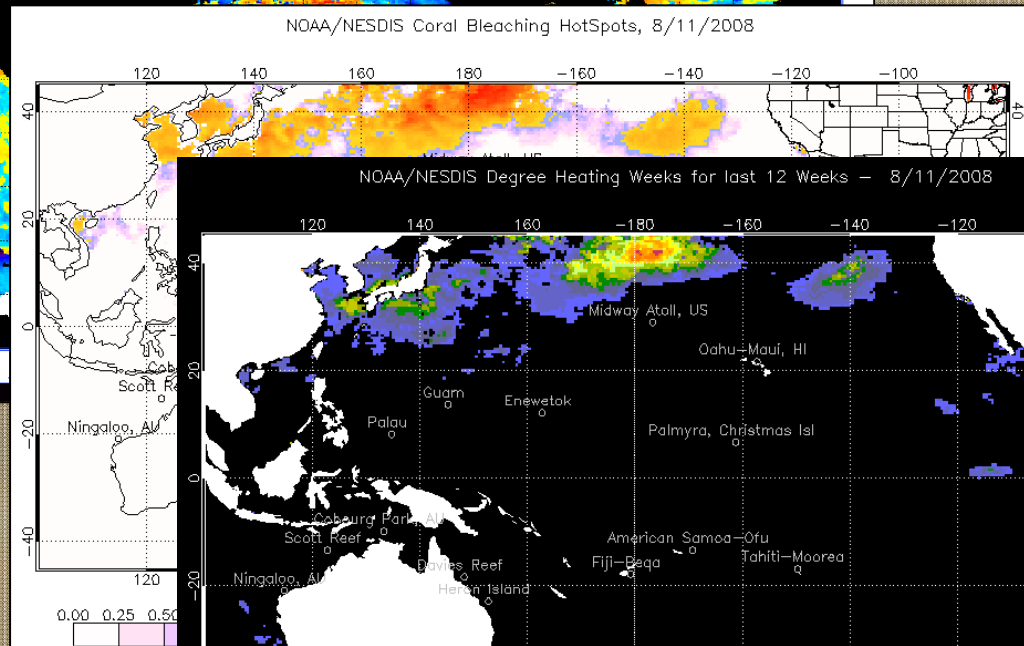 NOAA/NESDIS Coral Bleaching HotSpots, 8/11/2008
120 140 160 180 -160 -140 -120 -100
40
40
20
0
Scott Re
Ningaloo, AU
-20
-40
120
0.00 0.25 0.50
NOAA/NESDIS Degree Heating Weeks for last 12 Weeks - 8/11/2008
120 140 160 -180 -160 -140 -120
40
Midway Atoll, US
Oahu-Maui, HI
20
Guam
Enewetok
Palau
Palmyra, Christmas Isl
0
Cobourg Park, AU
Scott Reef
American Samoa-Ofu
Davies Reef
Fiji-Beqa
Tahiti-Moorea
Ningaloo, AU
-20
Heron Island